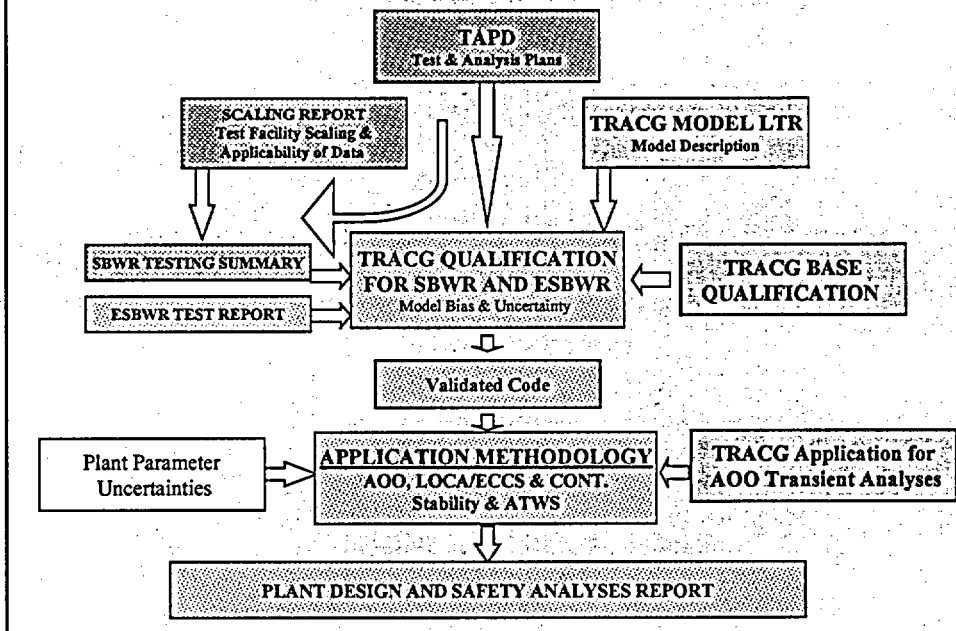 TAPD
Test & Analysis Plans
SCALING REPORT
Test Facility Scaling &
Applicability of Data
TRACG MODEL LTR
Model Description
SBWR TESTING SUMMARY
ESBWR TEST REPORT
TRACG QUALIFICATION
FOR SBWR AND ESBWR
Model Bias & Uncertainty
TRACG BASE
QUALIFICATION
Validated Code
Plant Parameter
Uncertainties
APPLICATION METHODOLOGY
AOO, LOCA/ECCS & CONT.
Stability & ATWS
TRACG Application for
AOO Transient Analyses
PLANT DESIGN AND SAFETY ANALYSES REPORT